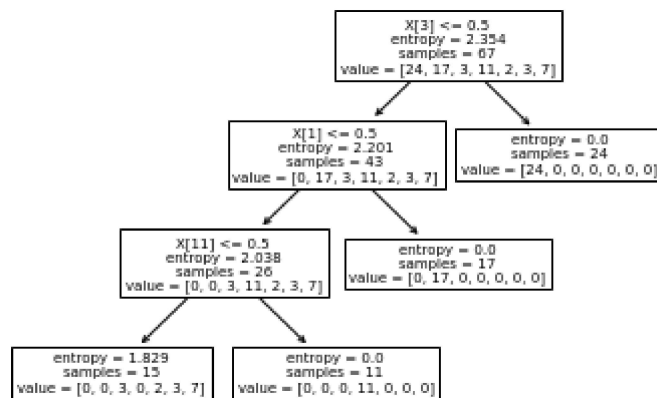 X[3] <= 0.5
entropy = 2.354
samples = 67
value = [24, 17, 3, 11, 2, 3, 7]
X[1] <= 0.5
entropy = 2.201
samples = 43
value = [0, 17, 3, 11, 2, 3, 7]
entropy = 0.0
samples = 24
value = [24, 0, 0, 0, 0, 0, 0]
X[11] <= 0.5
entropy = 2.038
samples = 26
value = [0, 0, 3, 11, 2, 3, 7]
entropy = 0.0
samples = 17
value = [0, 17, 0, 0, 0, 0, 0]
entropy = 1.829
samples = 15
value = [0, 0, 3, 0, 2, 3, 7]
entropy = 0.0
samples = 11
value = [0, 0, 0, 11, 0, 0, 0]